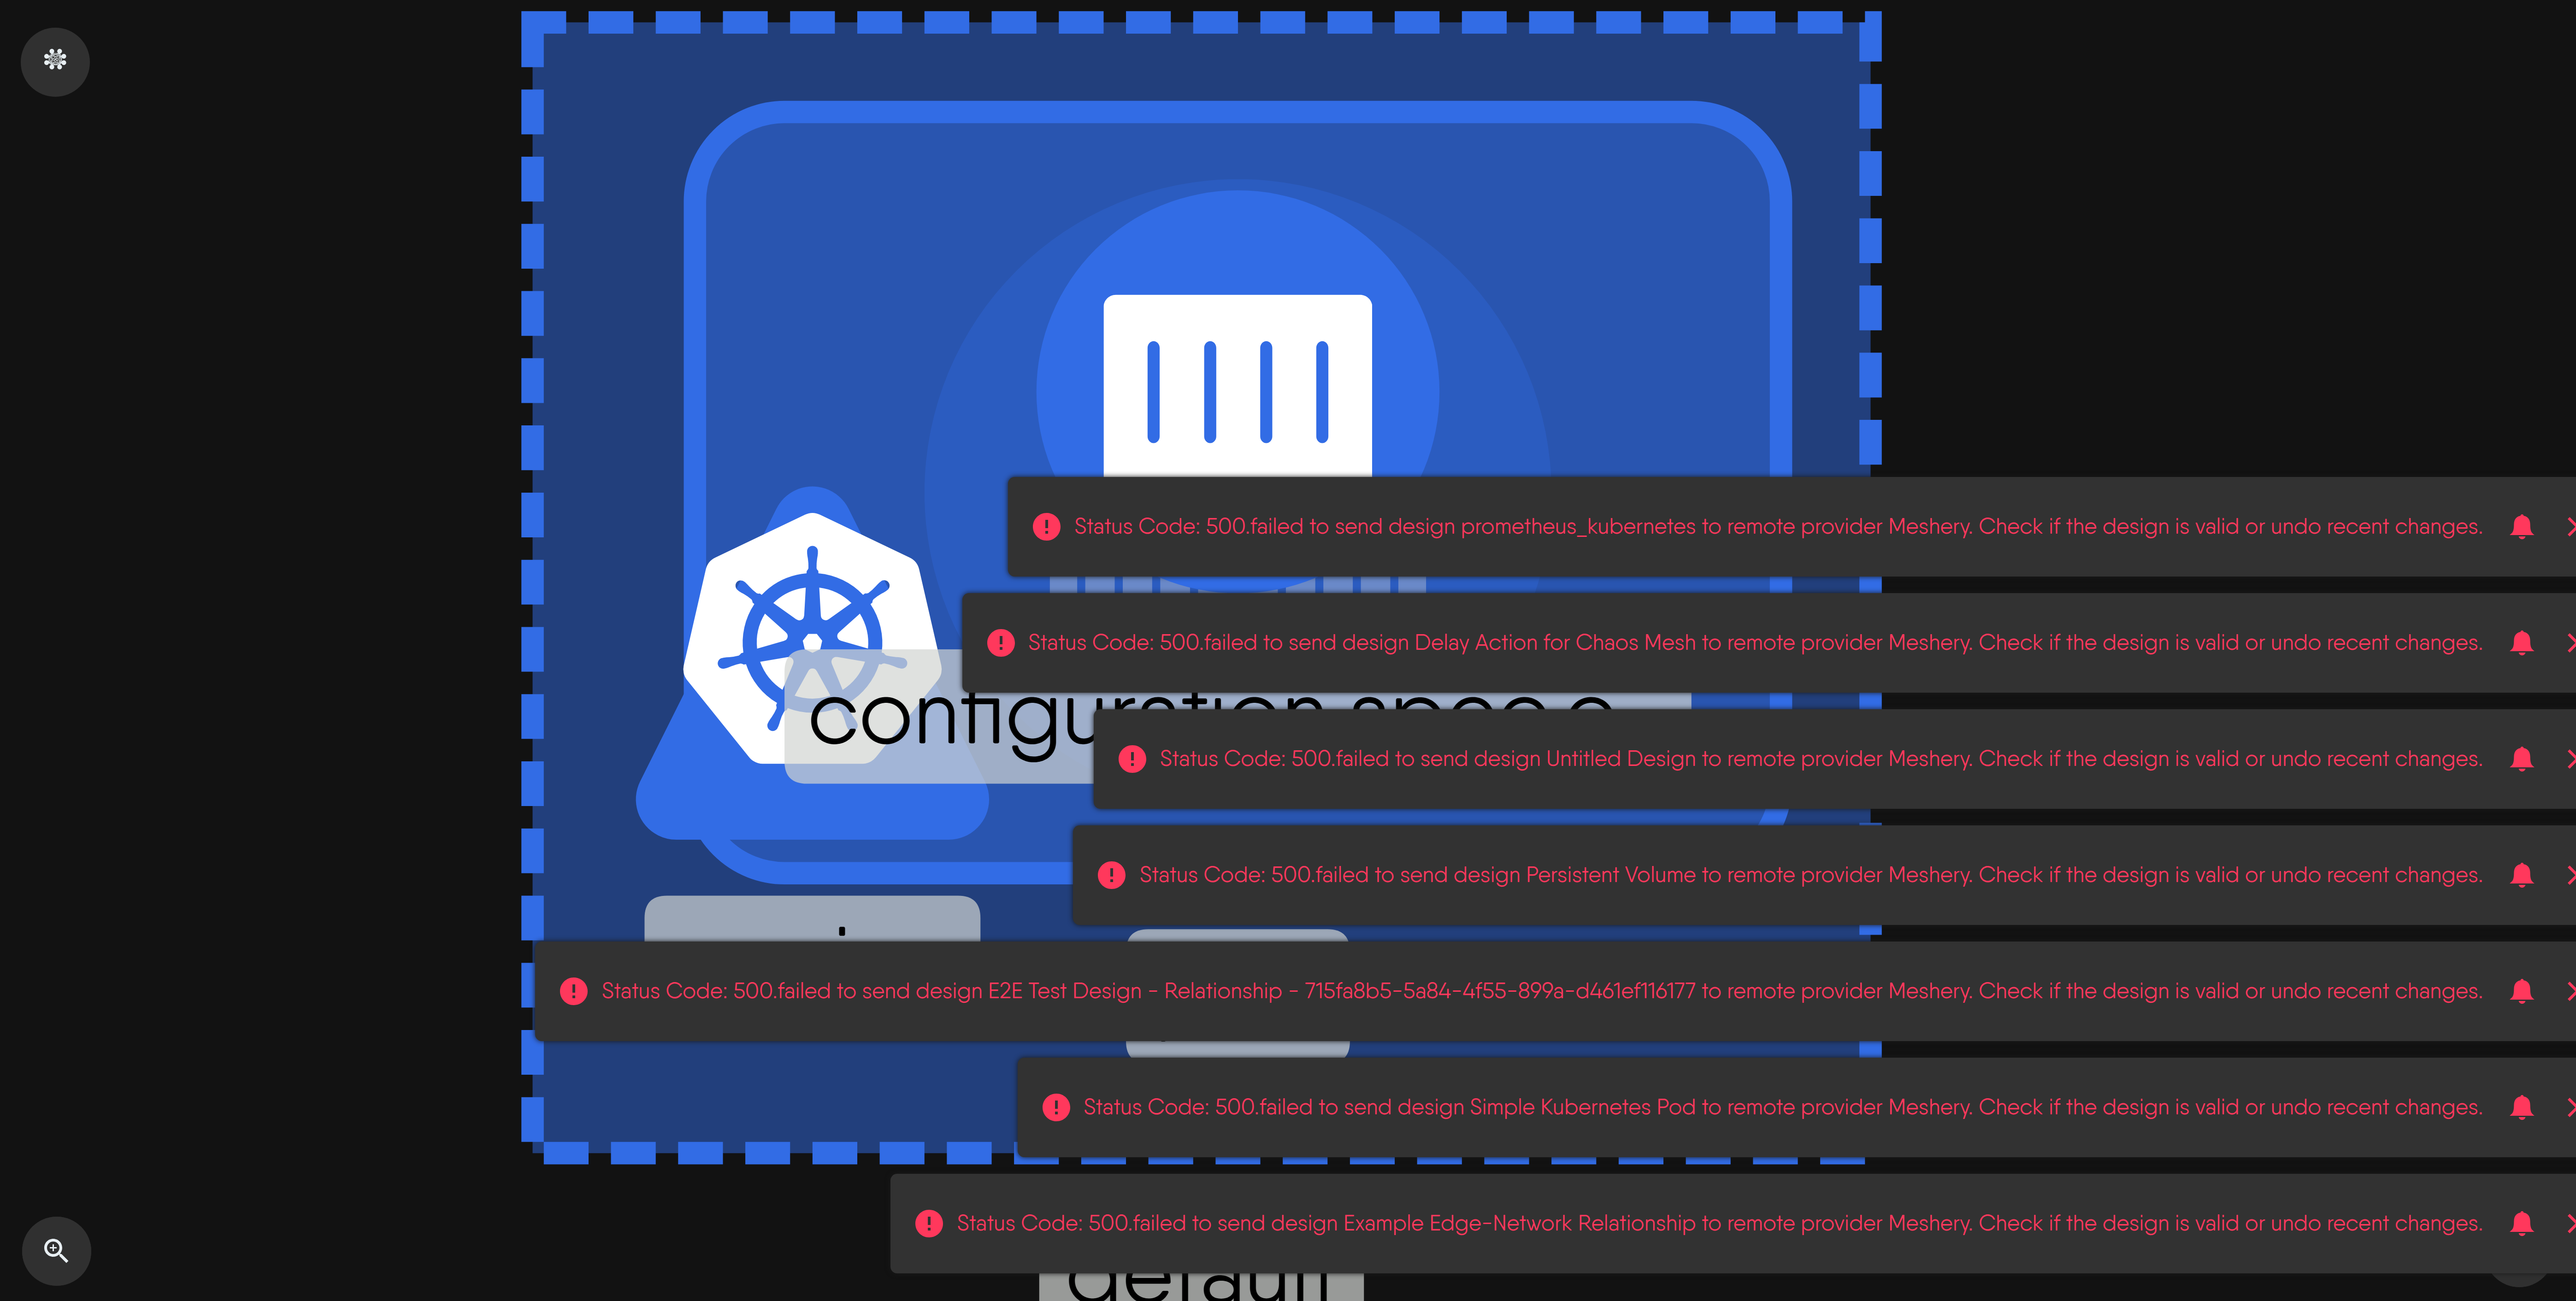 Status Code: 500.failed to send design prometheus_kubernetes to remote provider Meshery. Check if the design is valid or undo recent changes.
Status Code: 500.failed to send design Delay Action for Chaos Mesh to remote provider Meshery. Check if the design is valid or undo recent changes.
configuration.spec.c
Status Code: 500.failed to send design Untitled Design to remote provider Meshery. Check if the design is valid or undo recent changes.
Status Code: 500.failed to send design Persistent Volume to remote provider Meshery. Check if the design is valid or undo recent changes.
Status Code: 500.failed to send design E2E Test Design - Relationship - 715fa8b5-5a84-4f55-899a-d461ef116177 to remote provider Meshery. Check if the design is valid or undo recent changes.
Status Code: 500.failed to send design Simple Kubernetes Pod to remote provider Meshery. Check if the design is valid or undo recent changes.
Status Code: 500.failed to send design Example Edge-Network Relationship to remote provider Meshery. Check if the design is valid or undo recent changes.
default